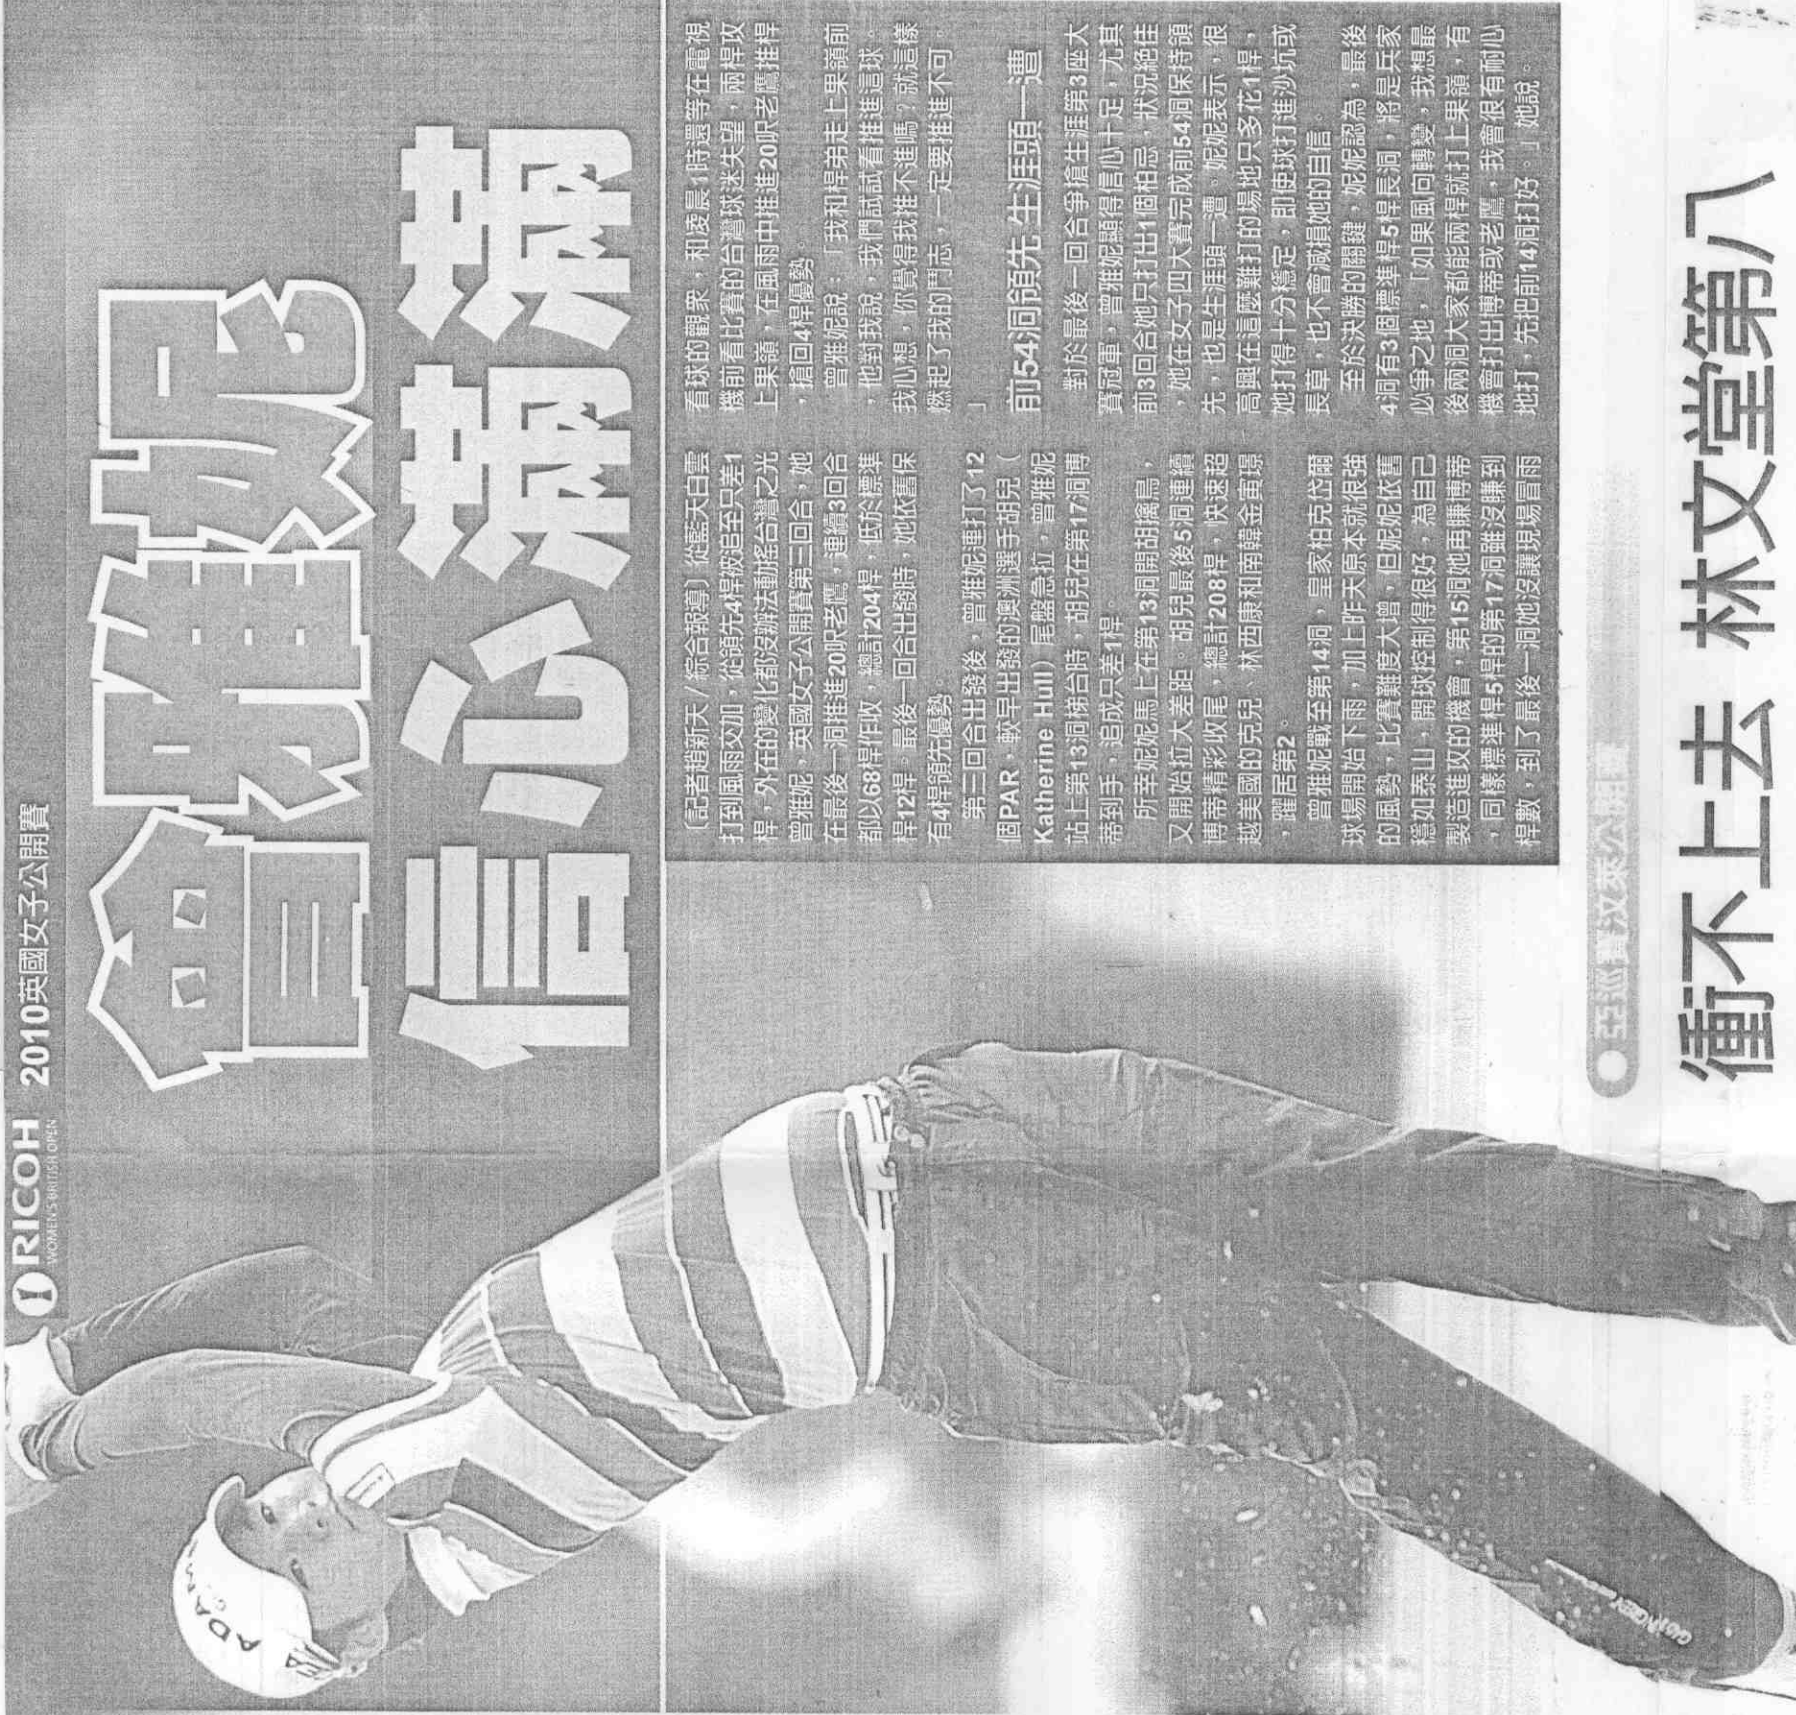 RICOH
WOMEN'S BRITISH OPEN
2010英國女子公開賽
曾雅妮
信心滿滿
〔記者趙新天/綜合報導〕從藍天白雲
打到風雨交加，從領先4桿被追至只差1
桿，外在的變化都沒辦法動搖台灣之光
曾雅妮，英國女子公開賽第三回合，她
在最後一洞推進20呎老鷹，連續3回合
都以68桿作收，總計204桿，低於標準
桿12桿。最後一回合出發時，她依舊保
有4桿領先優勢。
第三回合出發後，曾雅妮連打了12
個PAR，較早出發的澳洲選手胡兒（
Katherine Hull）尾盤急拉，曾雅妮
站上第13洞梯台時，胡兒在第17洞博
蒂到手，追成只差1桿。
所幸妮妮馬上在第13洞開胡擒鳥，
又開始拉大差距。胡兒最後5洞連續
博蒂精彩收尾，總計208桿，快速超
越美國的克兒、林西康和南韓金寅璟
，躍居第2。
曾雅妮戰至第14洞，皇家柏克岱爾
球場開始下雨，加上昨天原本就很強
的風勢，比賽難度大增，但妮妮依舊
穩如泰山，開球控制得很好，為自己
製造進攻的機會，第15洞她再賺博蒂
，同樣標準桿5桿的第17洞雖沒賺到
桿數，到了最後一洞她沒讓現場冒雨
看球的觀眾，和凌晨1時還等在電視
機前看比賽的台灣球迷失望，兩桿攻
上果嶺，在風雨中推進20呎老鷹推桿
，搶回4桿優勢。
曾雅妮說：「我和桿弟走上果嶺前
，他對我說，我們試試看推進這球。
我心想，你覺得我推不進嗎？就這樣
燃起了我的鬥志，一定要推進不可。
」
前54洞領先 生涯頭一遭
對於最後一回合爭搶生涯第3座大
賽冠軍，曾雅妮顯得信心十足，尤其
前3回合她只打出1個柏忌，狀況絕佳
，她在女子四大賽完成前54洞保持領
先，也是生涯頭一遭。妮妮表示，很
高興在這麼難打的場地只多花1桿，
她打得十分穩定，即使球打進沙坑或
長草，也不會減損她的自信。
至於決勝的關鍵，妮妮認為，最後
4洞有3個標準桿5桿長洞，將是兵家
必爭之地，「如果風向轉變，我想最
後兩洞大家都能兩桿就打上果嶺，有
機會打出博蒂或老鷹，我會很有耐心
地打，先把前14洞打好。」她說。
ADAMS
亞巡賽汶萊公開賽
衝不上去 林文堂第八